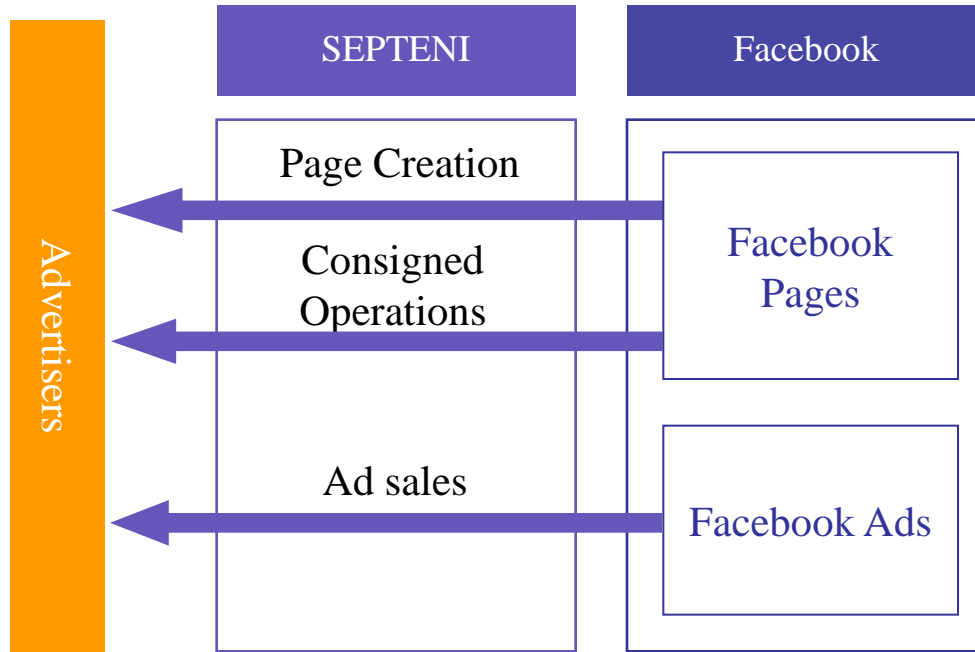 SEPTENI
Facebook
Advertisers
Page Creation
Consigned
Operations
Ad sales
Facebook
Pages
Facebook Ads